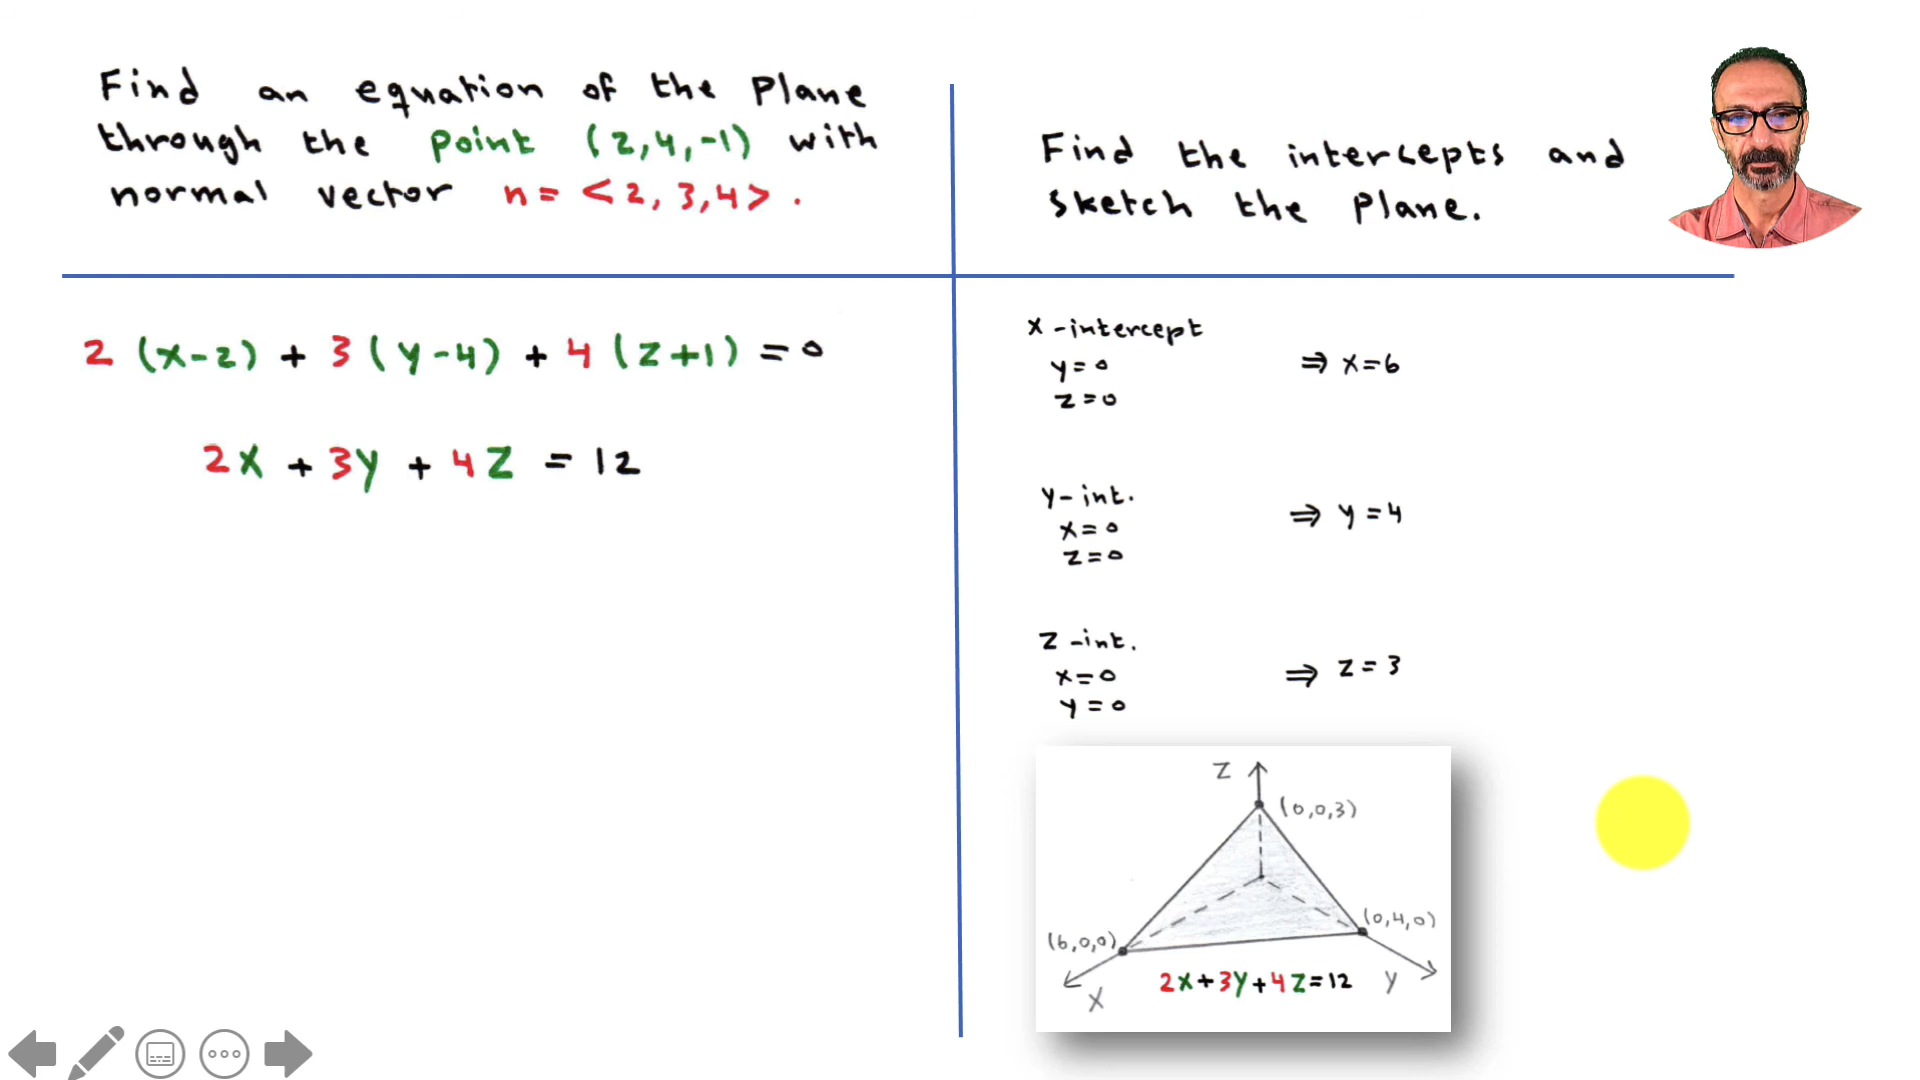 Find an equation of the Plane
through the point (2,4,-1) with
normal vector n = <2, 3, 4>.
2 (x-2) + 3 (y-4) + 4 (z+1) = 0
2x + 3y + 4z = 12
Find the intercepts and
sketch the plane.
x-intercept
y=0 ⇒ x=6
z=0
y-int.
x=0 ⇒ y=4
z=0
z-int.
x=0 ⇒ z=3
y=0
z
(0,0,3)
(0,4,0)
(6,0,0)
2x+3y+4z=12
y
x